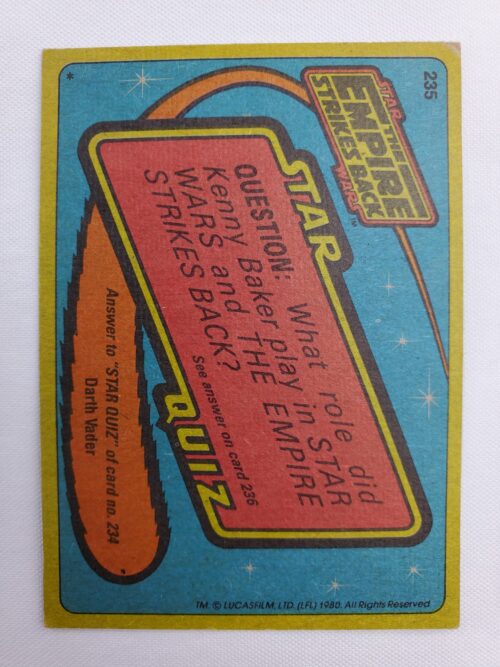 235
STAR
THE
EMPIRE
STRIKES BACK
WARS
TM
STAR
QUESTION: What role did
Kenny Baker play in STAR
WARS and THE EMPIRE
STRIKES BACK?
See answer on card 236
QUIZ
Answer to "STAR QUIZ" of card no. 234
Darth Vader
*
TM: © LUCASFILM, LTD. (LFL) 1980. All Rights Reserved